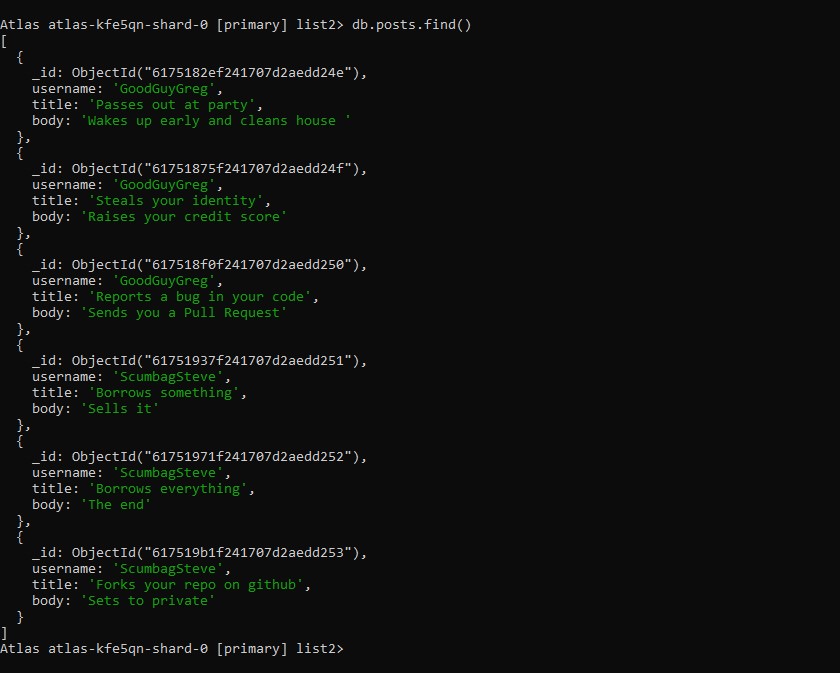 Atlas atlas-kfe5qn-shard-0 [primary] list2> db.posts.find()
[
  {
    _id: ObjectId("6175182ef241707d2aedd24e"),
    username: 'GoodGuyGreg',
    title: 'Passes out at party',
    body: 'Wakes up early and cleans house '
  },
  {
    _id: ObjectId("61751875f241707d2aedd24f"),
    username: 'GoodGuyGreg',
    title: 'Steals your identity',
    body: 'Raises your credit score'
  },
  {
    _id: ObjectId("617518f0f241707d2aedd250"),
    username: 'GoodGuyGreg',
    title: 'Reports a bug in your code',
    body: 'Sends you a Pull Request'
  },
  {
    _id: ObjectId("61751937f241707d2aedd251"),
    username: 'ScumbagSteve',
    title: 'Borrows something',
    body: 'Sells it'
  },
  {
    _id: ObjectId("61751971f241707d2aedd252"),
    username: 'ScumbagSteve',
    title: 'Borrows everything',
    body: 'The end'
  },
  {
    _id: ObjectId("617519b1f241707d2aedd253"),
    username: 'ScumbagSteve',
    title: 'Forks your repo on github',
    body: 'Sets to private'
  }
]
Atlas atlas-kfe5qn-shard-0 [primary] list2>